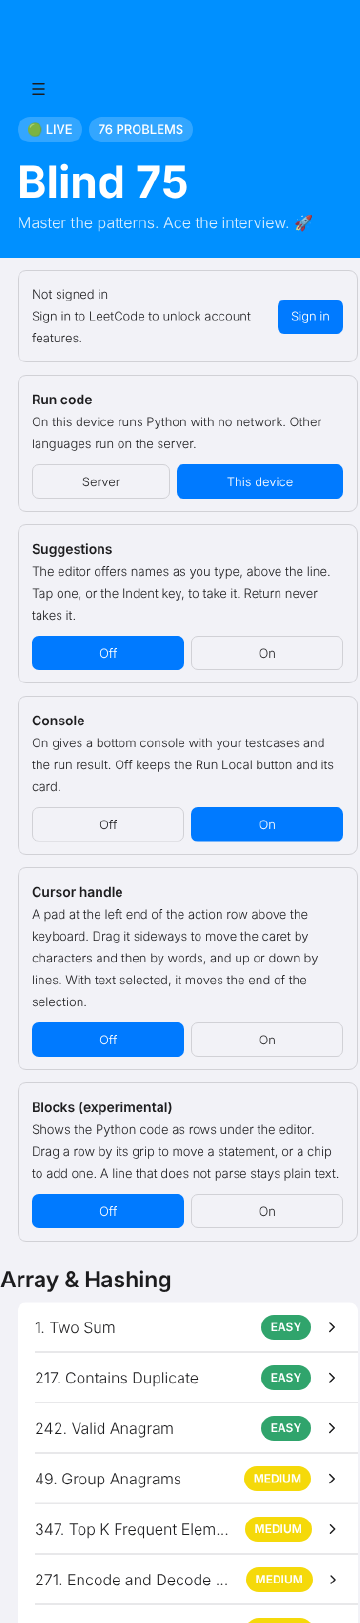 LIVE
76 PROBLEMS
Blind 75
Master the patterns. Ace the interview. 🚀
Not signed in
Sign in to LeetCode to unlock account
features.
Sign in
Run code
On this device runs Python with no network. Other
languages run on the server.
Server
This device
Suggestions
The editor offers names as you type, above the line.
Tap one, or the Indent key, to take it. Return never
takes it.
Off
On
Console
On gives a bottom console with your testcases and
the run result. Off keeps the Run Local button and its
card.
Off
On
Cursor handle
A pad at the left end of the action row above the
keyboard. Drag it sideways to move the caret by
characters and then by words, and up or down by
lines. With text selected, it moves the end of the
selection.
Off
On
Blocks (experimental)
Shows the Python code as rows under the editor.
Drag a row by its grip to move a statement, or a chip
to add one. A line that does not parse stays plain text.
Off
On
Array & Hashing
1. Two Sum
EASY
217. Contains Duplicate
EASY
242. Valid Anagram
EASY
49. Group Anagrams
MEDIUM
347. Top K Frequent Elem...
MEDIUM
271. Encode and Decode ...
MEDIUM